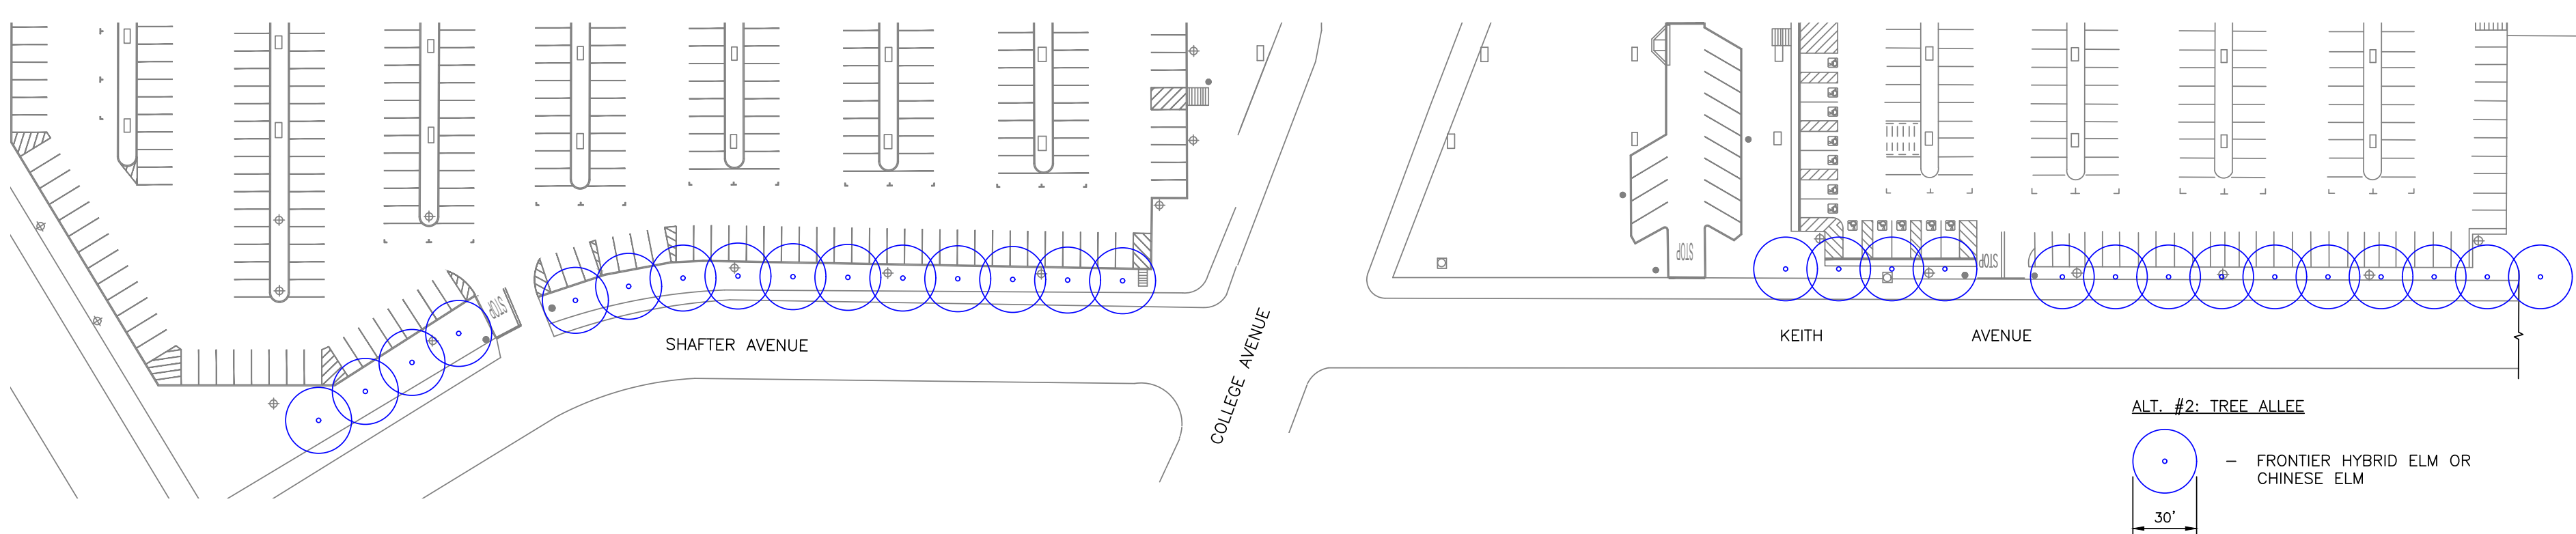 STOP
STOP
STOP
SHAFTER AVENUE
COLLEGE AVENUE
KEITH AVENUE
ALT. #2: TREE ALLEE
– FRONTIER HYBRID ELM OR
CHINESE ELM
30'